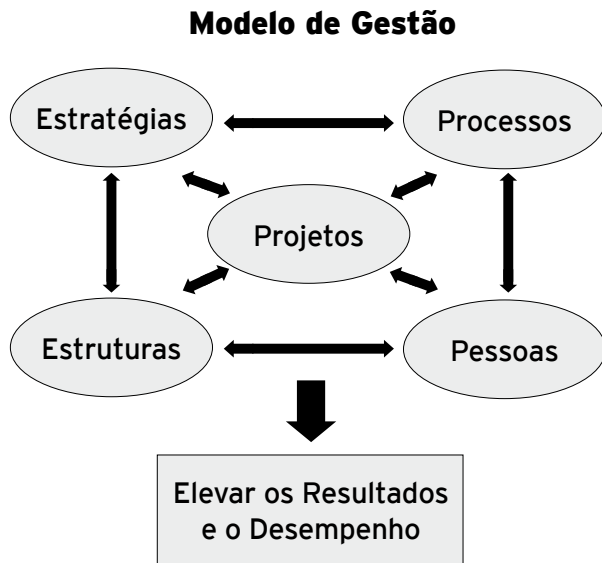 Modelo de Gestão
Estratégias
Processos
Projetos
Estruturas
Pessoas
Elevar os Resultados
e o Desempenho